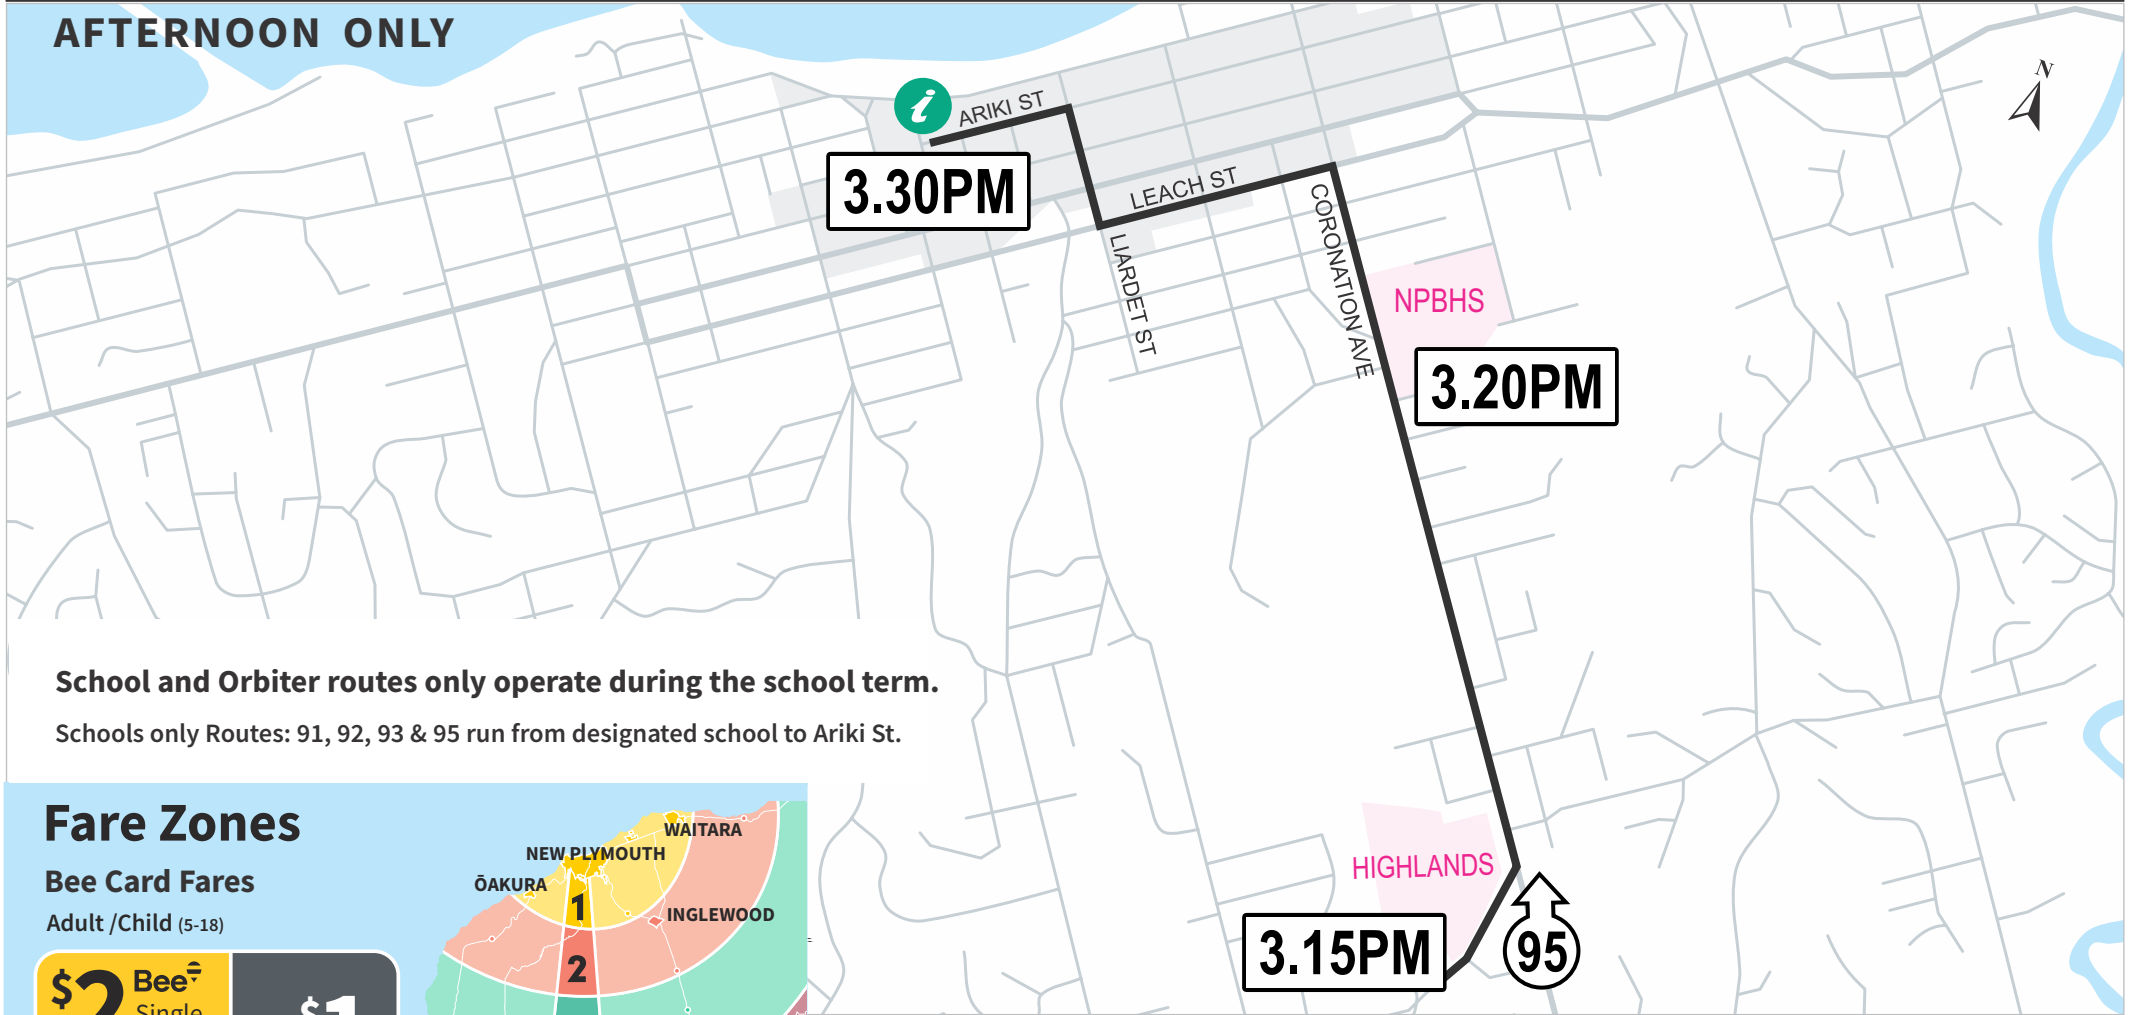 AFTERNOON ONLY
N
i
ARIKI ST
3.30PM
LEACH ST
LIARDET ST
CORONATION AVE
NPBHS
3.20PM
School and Orbiter routes only operate during the school term.
Schools only Routes: 91, 92, 93 & 95 run from designated school to Ariki St.
HIGHLANDS
3.15PM
95
Fare Zones
Bee Card Fares
Adult /Child (5-18)
$2 Bee
Single
$1
WAITARA
NEW PLYMOUTH
ŌAKURA
1
INGLEWOOD
2